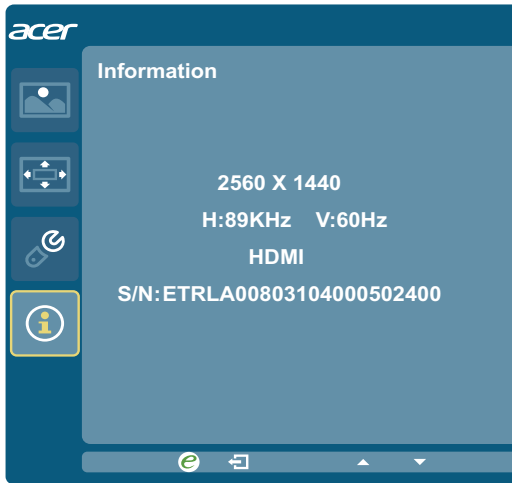 acer
Information
2560 X 1440
H:89KHz V:60Hz
HDMI
S/N:ETRLA00803104000502400
e